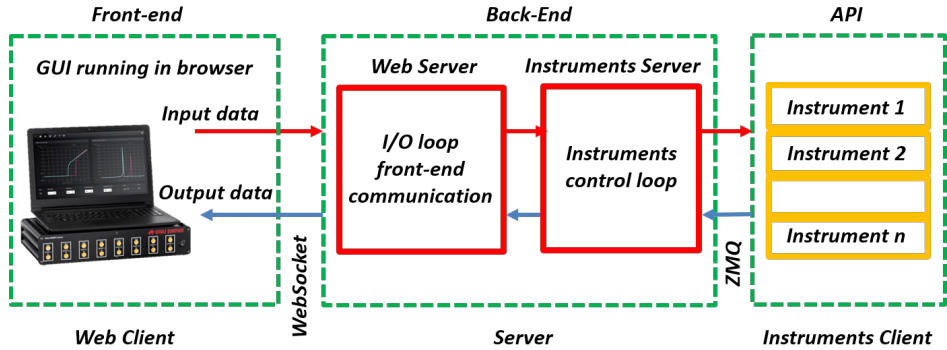 Front-end
Back-End
API
GUI running in browser
Web Server
Instruments Server
Input data
Output data
I/O loop
front-end
communication
Instruments
control loop
Instrument 1
Instrument 2
Instrument n
WebSocket
ZMQ
Web Client
Server
Instruments Client